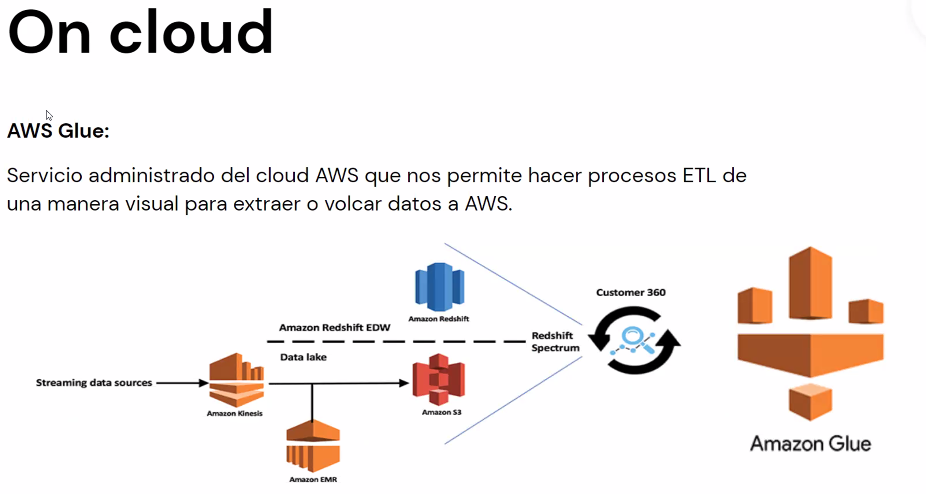 On cloud
AWS Glue:
Servicio administrado del cloud AWS que nos permite hacer procesos ETL de
una manera visual para extraer o volcar datos a AWS.
Amazon Redshift
Customer 360
Amazon Redshift EDW
Redshift
Spectrum
Data lake
Streaming data sources
Amazon Kinesis
Amazon S3
Amazon EMR
Amazon Glue